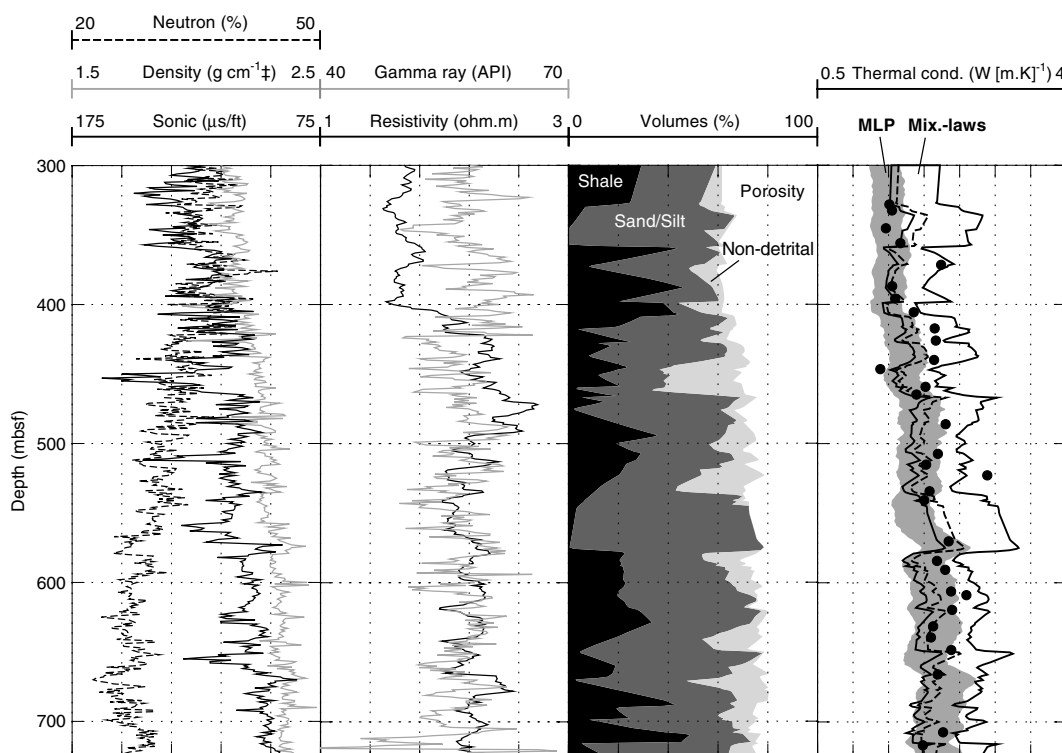 20 Neutron (%) 50
1.5 Density (g cm⁻¹‡) 2.5 40 Gamma ray (API) 70 0.5 Thermal cond. (W [m.K]⁻¹) 4
175 Sonic (μs/ft) 75 1 Resistivity (ohm.m) 3 0 Volumes (%) 100
MLP Mix.-laws
300
Shale
Porosity
Sand/Silt
Non-detrital
400
500
Depth (mbsf)
600
700